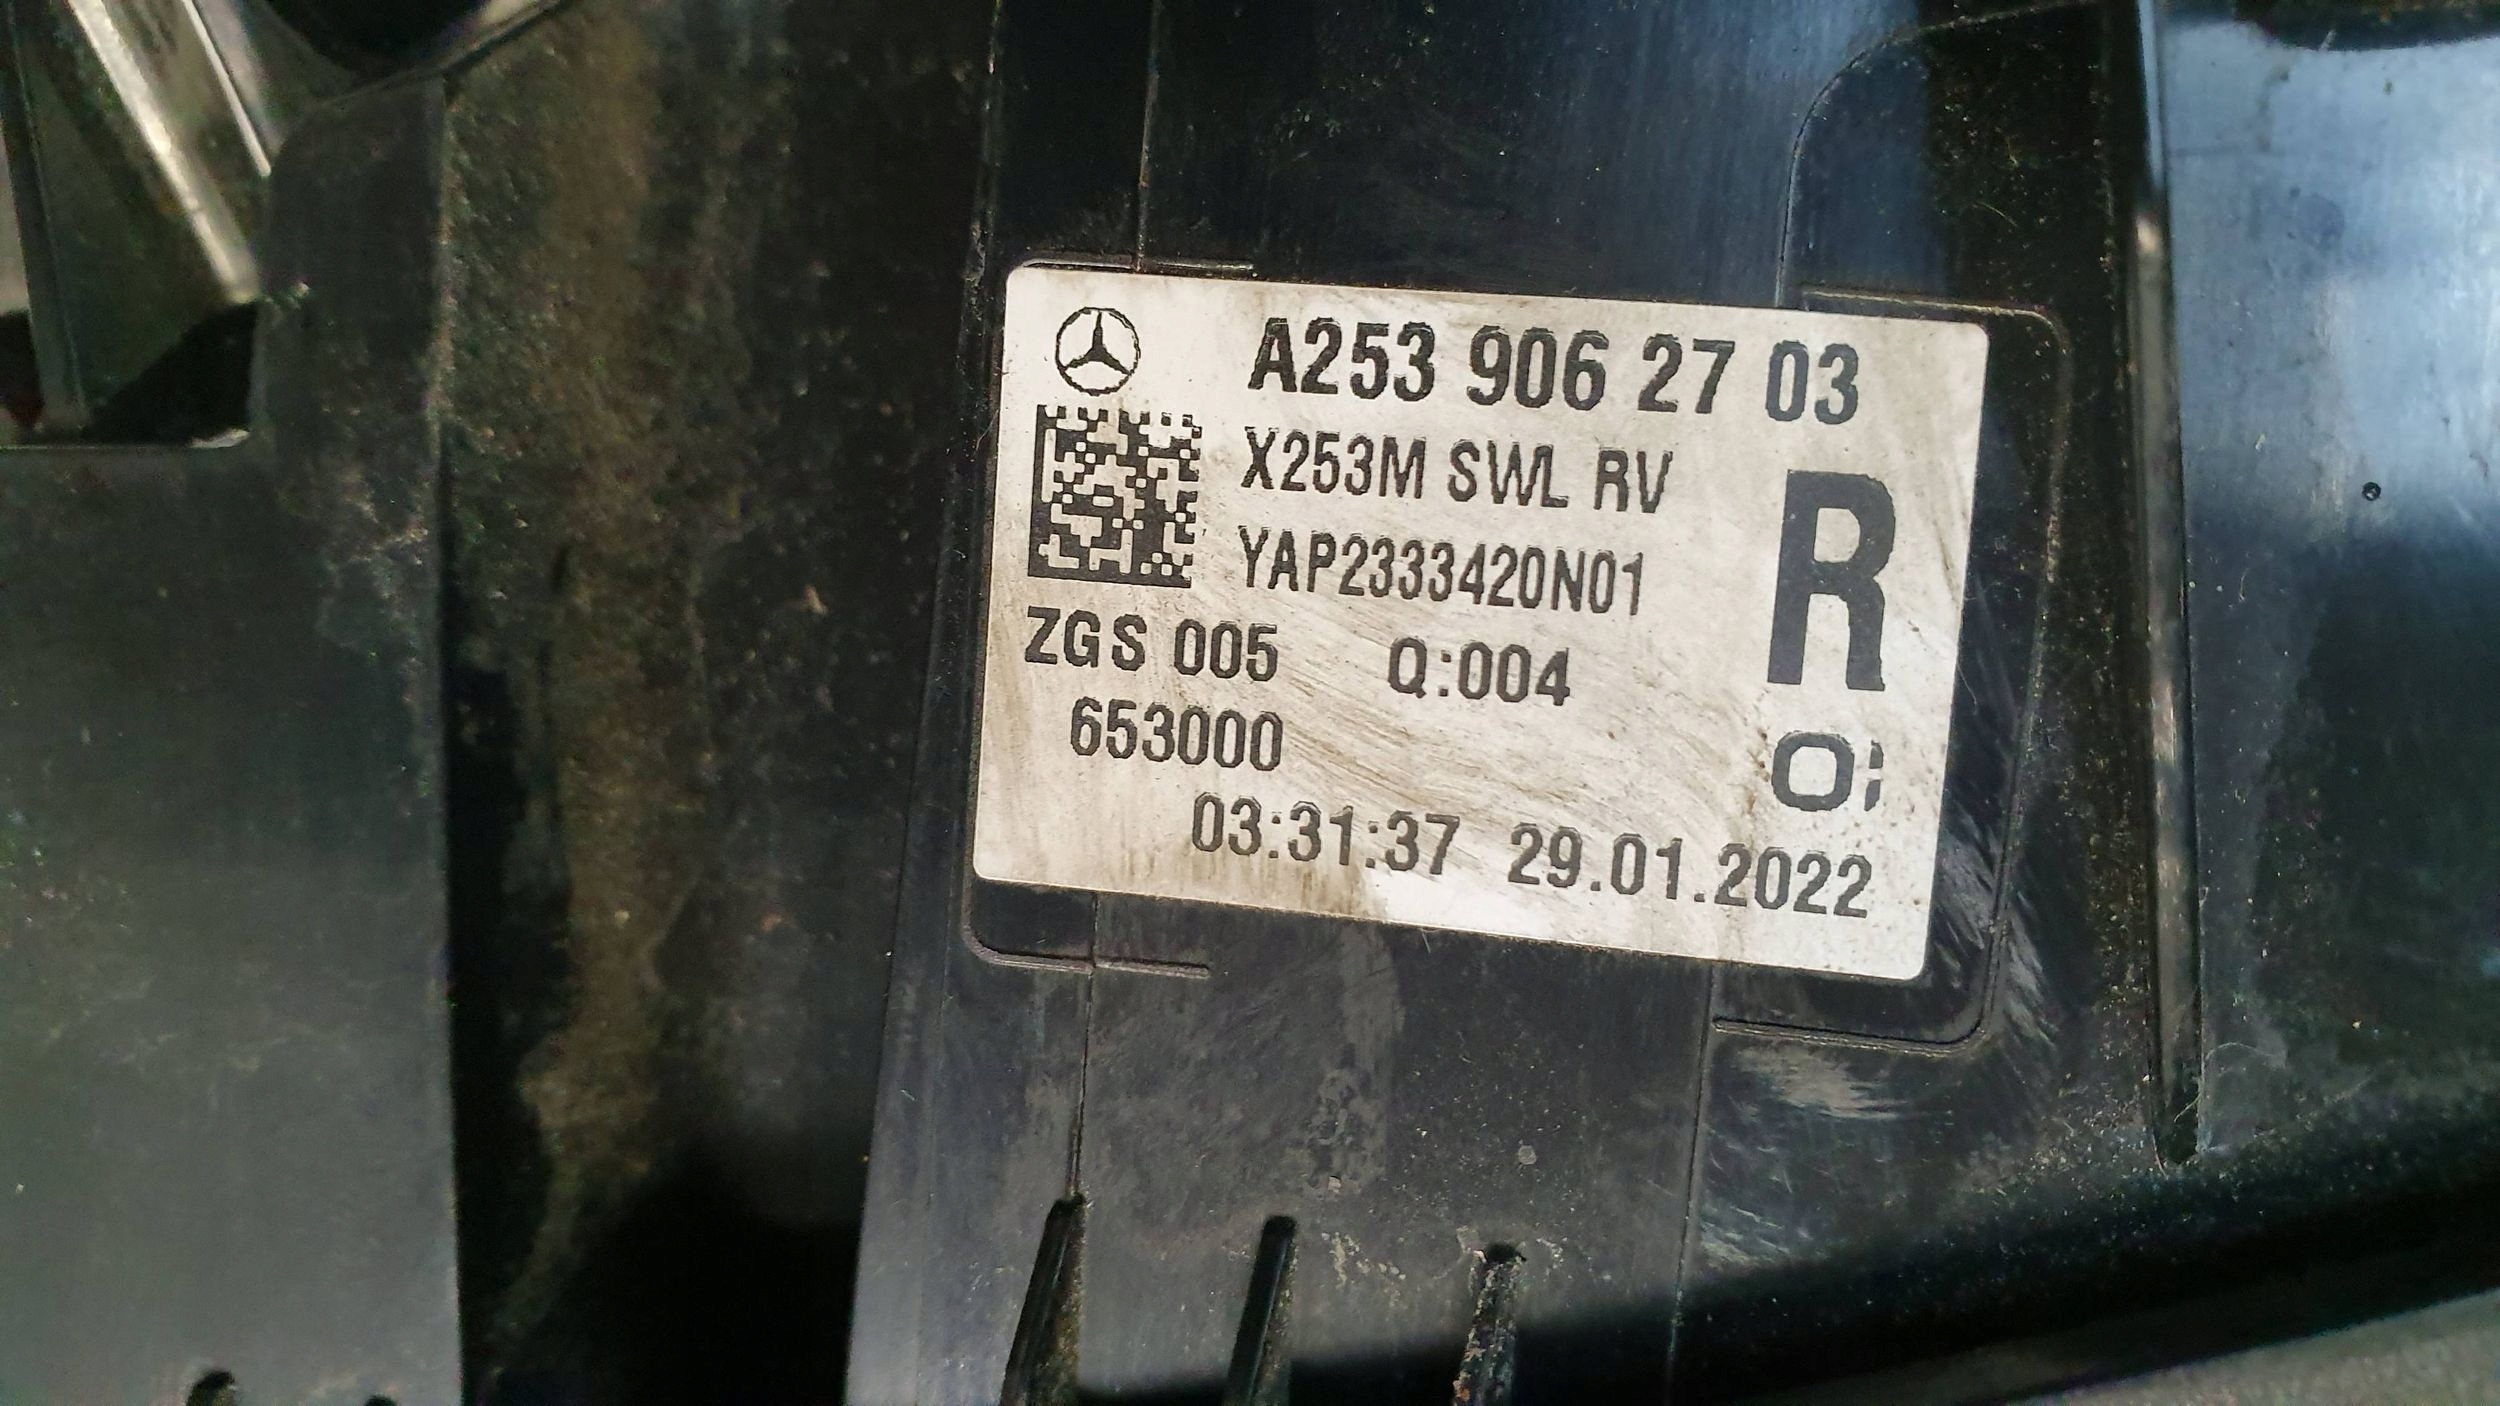 A253 906 27 03
X253M SWL RV
R
YAP2333420N01
ZGS 005 Q:004
653000
03:31:37 29.01.2022